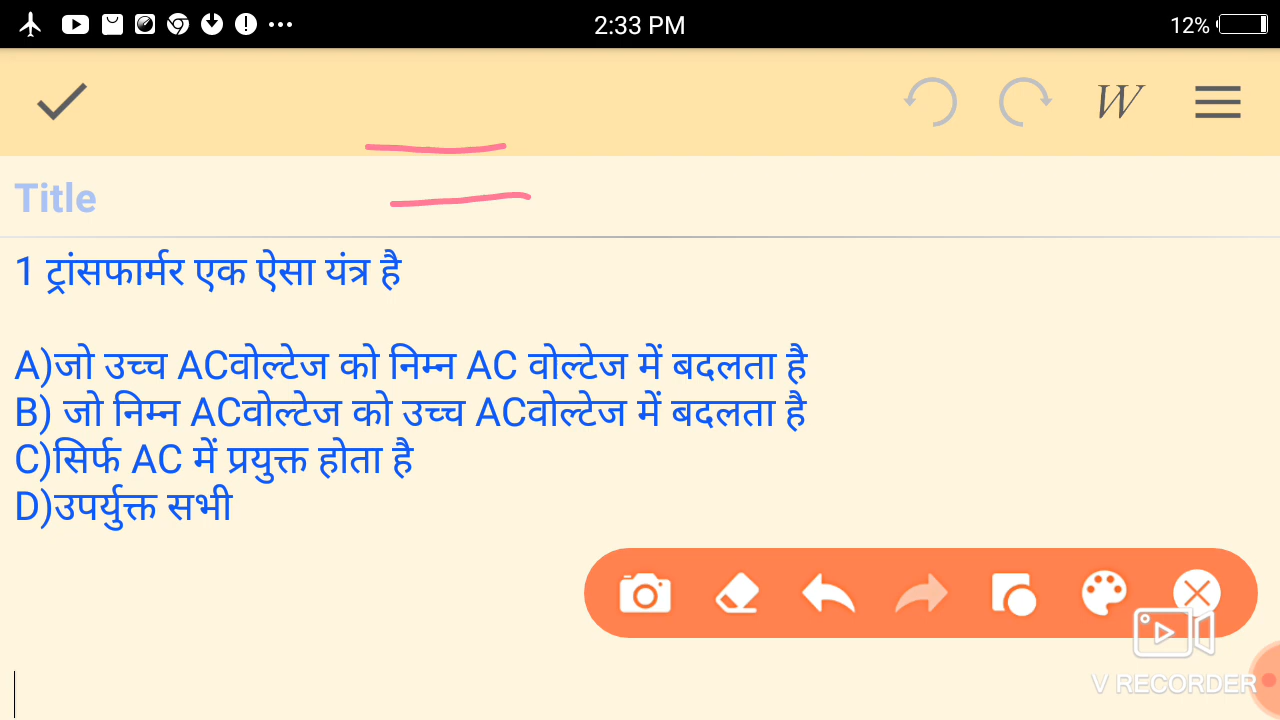 2:33 PM
12%
W
Title
1 ट्रांसफार्मर एक ऐसा यंत्र है
A)जो उच्च ACवोल्टेज को निम्न AC वोल्टेज में बदलता है
B) जो निम्न ACवोल्टेज को उच्च ACवोल्टेज में बदलता है
C)सिर्फ AC में प्रयुक्त होता है
D)उपर्युक्त सभी
V RECORDER